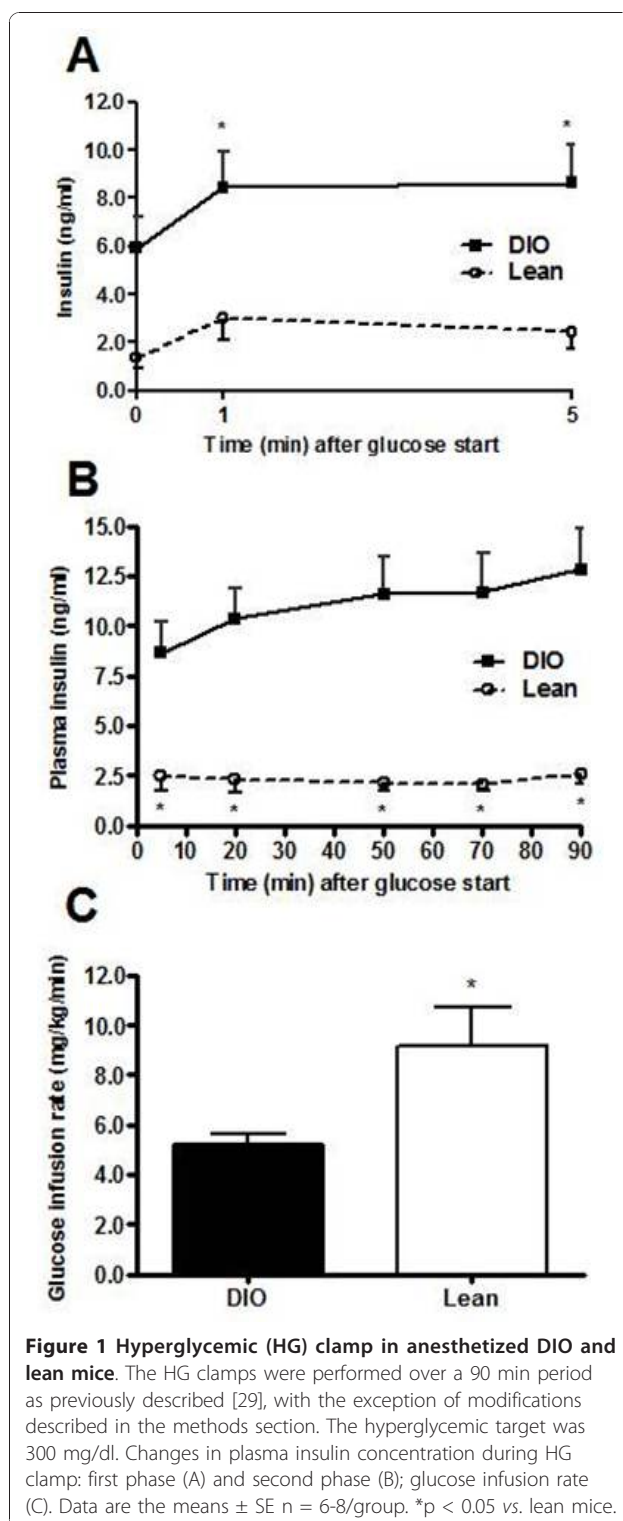 A
12.0
10.0
8.0
6.0
4.0
2.0
0.0
Insulin (ng/ml)
* *
DIO
Lean
0 1 5
Time (min) after glucose start
B
15.0
12.5
10.0
7.5
5.0
2.5
0.0
Plasma insulin (ng/ml)
DIO
Lean
* * * * *
0 10 20 30 40 50 60 70 80 90
Time (min) after glucose start
C
12.0
10.0
8.0
6.0
4.0
2.0
0.0
Glucose infusion rate (mg/kg/min)
*
DIO Lean
Figure 1 Hyperglycemic (HG) clamp in anesthetized DIO and
lean mice. The HG clamps were performed over a 90 min period
as previously described [29], with the exception of modifications
described in the methods section. The hyperglycemic target was
300 mg/dl. Changes in plasma insulin concentration during HG
clamp: first phase (A) and second phase (B); glucose infusion rate
(C). Data are the means ± SE n = 6-8/group. *p < 0.05 vs. lean mice.